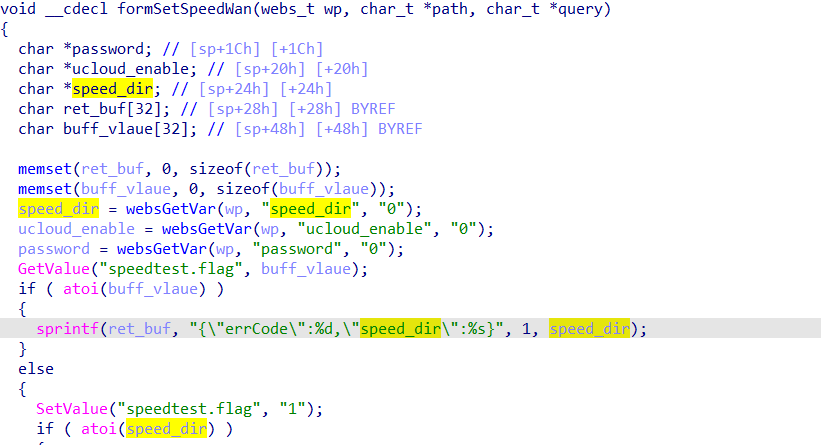 void __cdecl formSetSpeedWan(webs_t wp, char_t *path, char_t *query)
{
  char *password; // [sp+1Ch] [+1Ch]
  char *ucloud_enable; // [sp+20h] [+20h]
  char *speed_dir; // [sp+24h] [+24h]
  char ret_buf[32]; // [sp+28h] [+28h] BYREF
  char buff_vlaue[32]; // [sp+48h] [+48h] BYREF

  memset(ret_buf, 0, sizeof(ret_buf));
  memset(buff_vlaue, 0, sizeof(buff_vlaue));
  speed_dir = websGetVar(wp, "speed_dir", "0");
  ucloud_enable = websGetVar(wp, "ucloud_enable", "0");
  password = websGetVar(wp, "password", "0");
  GetValue("speedtest.flag", buff_vlaue);
  if ( atoi(buff_vlaue) )
  {
    sprintf(ret_buf, "{\"errCode\":%d,\"speed_dir\":%s}", 1, speed_dir);
  }
  else
  {
    SetValue("speedtest.flag", "1");
    if ( atoi(speed_dir) )